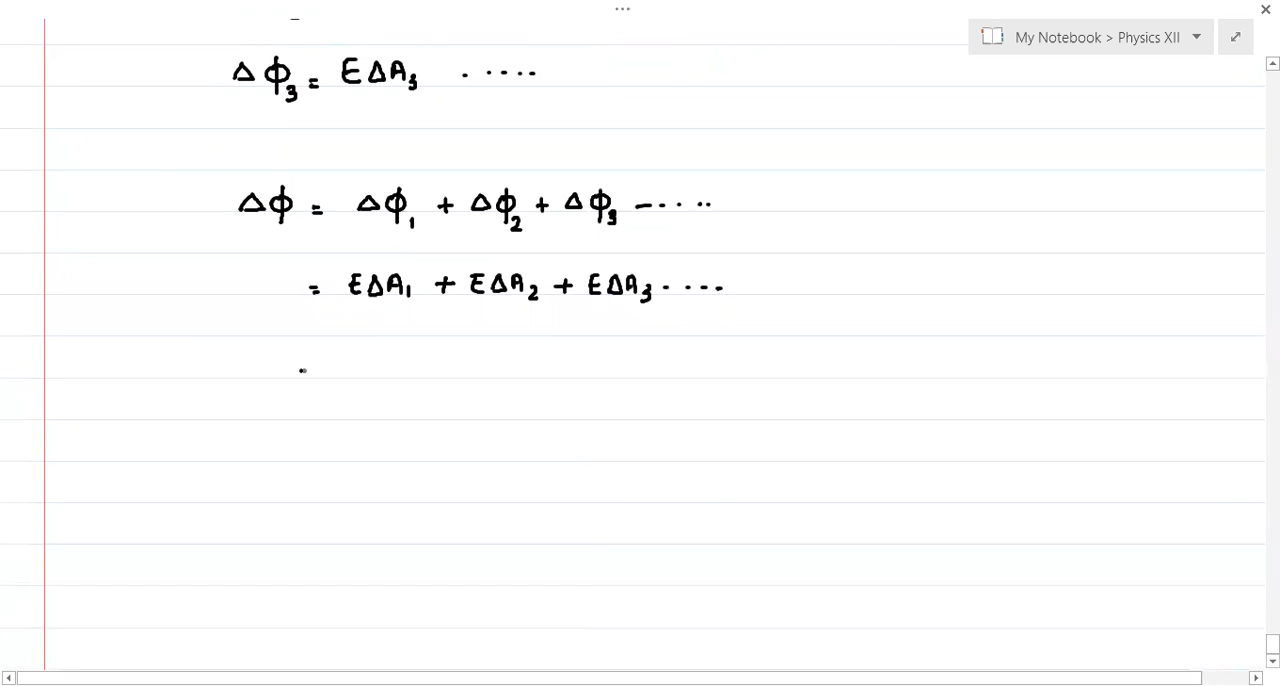 My Notebook > Physics XII
Δϕ₃ = EΔA₃ .....
Δϕ = Δϕ₁ + Δϕ₂ + Δϕ₃ -....
= EΔA₁ + EΔA₂ + EΔA₃ ....